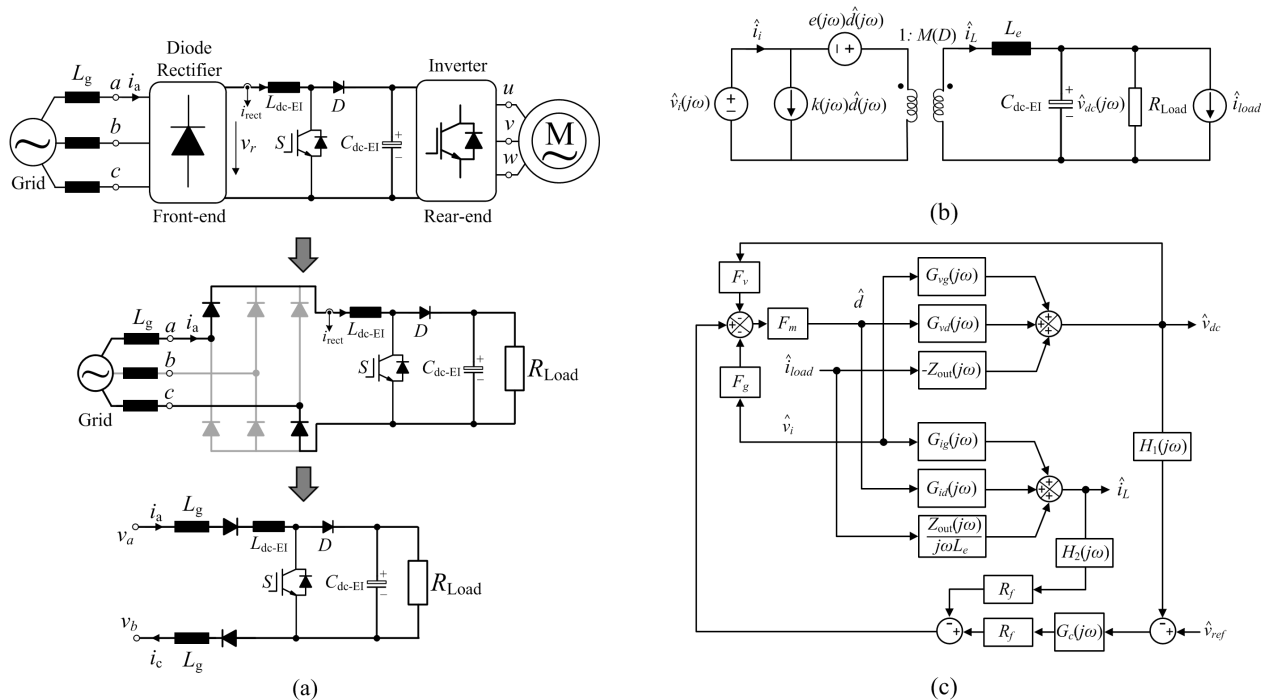 Diode
Rectifier
L_g
a
i_a
b
c
Grid
Front-end
i_rect
v_r
L_dc-EI
D
S
C_dc-EI
+
−
Inverter
u
v
w
M
~
Rear-end
L_g
a
i_a
b
c
Grid
i_rect
L_dc-EI
D
S
C_dc-EI
+
−
R_Load
i_a
L_g
v_a
L_dc-EI
D
S
C_dc-EI
+
−
R_Load
v_b
i_c
L_g
(a)
î_i
e(jω)d̂(jω)
− +
1: M(D)
î_L
L_e
v̂_i(jω)
+
−
k(jω)d̂(jω)
C_dc-EI
+
−
v̂_dc(jω)
R_Load
î_load
(b)
F_v
d̂
F_m
+ - -
G_vg(jω)
G_vd(jω)
+ + +
v̂_dc
î_load
-Z_out(jω)
F_g
v̂_i
G_ig(jω)
H_1(jω)
G_id(jω)
+ + +
î_L
Z_out(jω)
jωL_e
H_2(jω)
R_f
- +
R_f
G_c(jω)
- +
v̂_ref
(c)